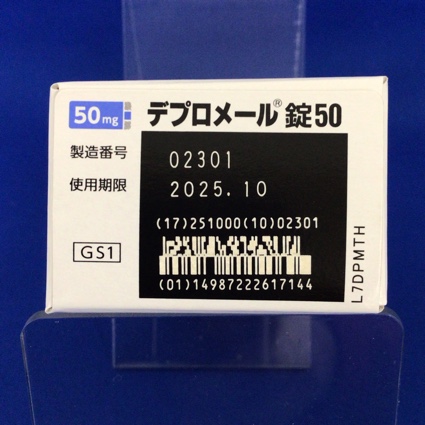 50mg デプロメール®錠50
製造番号 02301
使用期限 2025.10
(17)251000(10)02301
GS1
(01)14987222617144
L7DPMTH